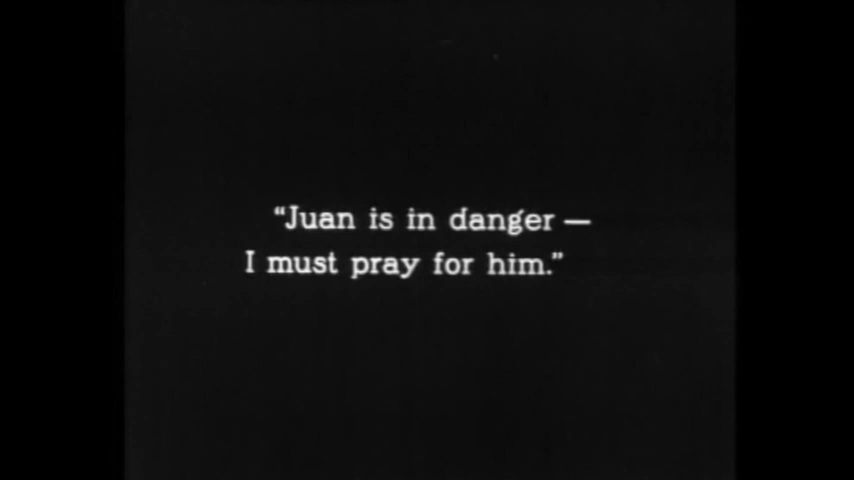 “Juan is in danger —
I must pray for him.”